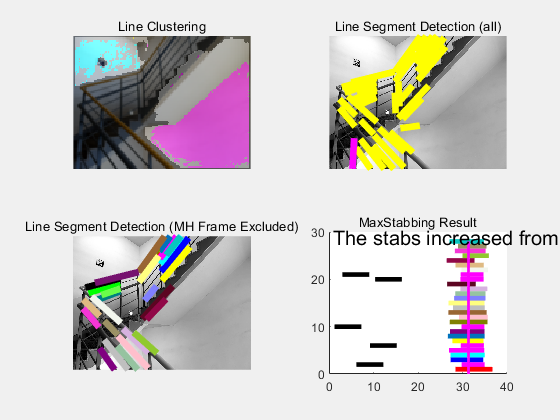 Line Clustering
Line Segment Detection (all)
Line Segment Detection (MH Frame Excluded)
MaxStabbing Result
The stabs increased from
30
20
10
0
0 10 20 30 40